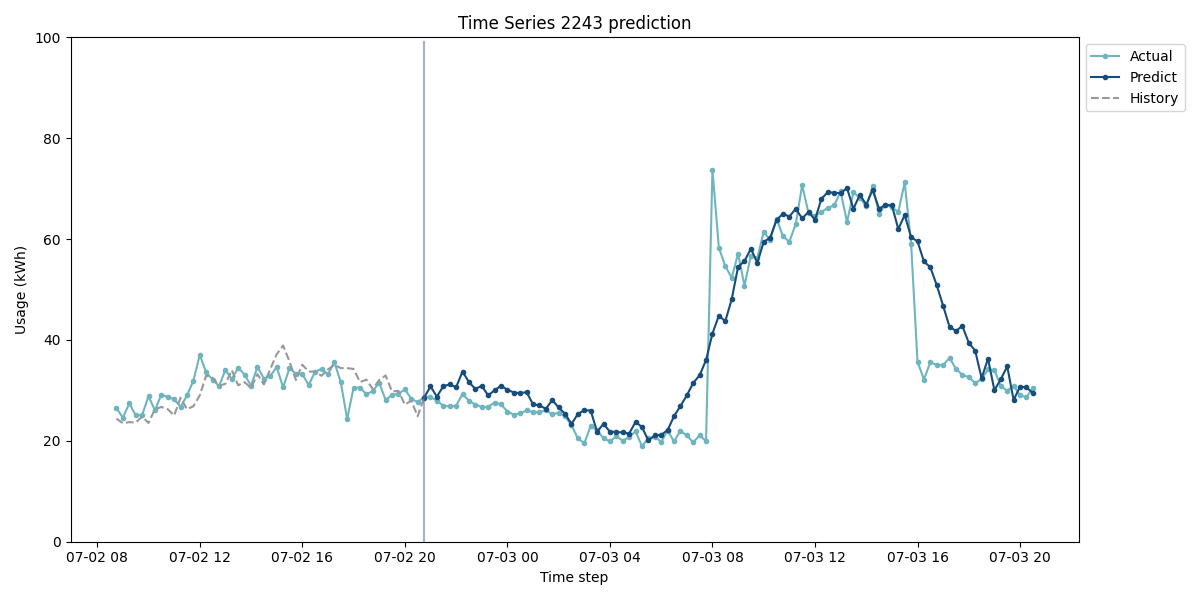 Time Series 2243 prediction
100
80
60
40
20
0
Usage (kWh)
07-02 08
07-02 12
07-02 16
07-02 20
07-03 00
07-03 04
07-03 08
07-03 12
07-03 16
07-03 20
Time step
Actual
Predict
History